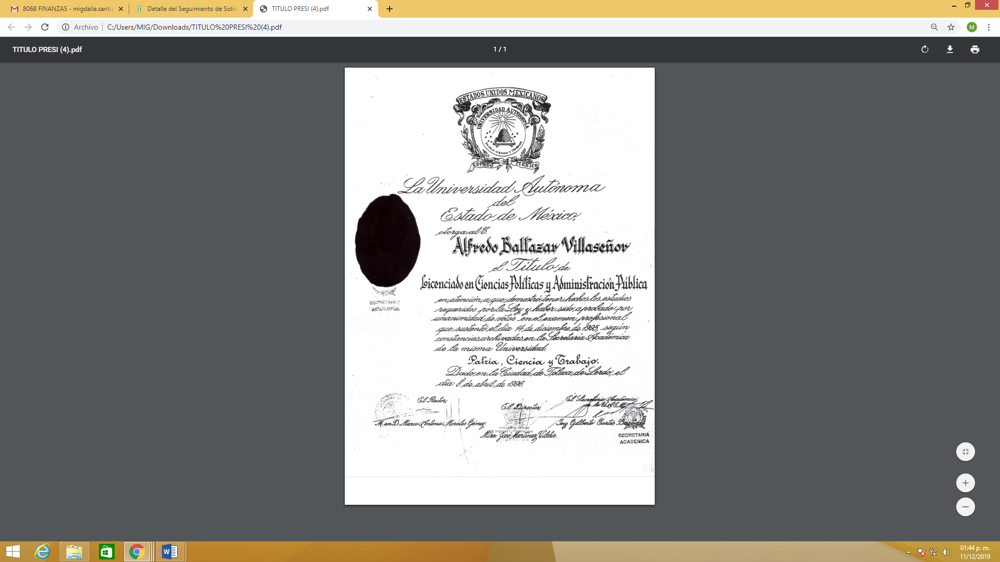 8068 FINANZAS - migdalia.santia
Detalle del Seguimiento de Solici
TITULO PRESI (4).pdf
Archivo
C:/Users/MIG/Downloads/TITULO%20PRESI%20(4).pdf
M
TITULO PRESI (4).pdf
1 / 1
ESTADOS UNIDOS MEXICANOS
UNIVERSIDAD AUTONOMA
PATRIA-CIENCIA Y TRABAJO
ESTADO DE MEXICO
La Universidad Autónoma
del
Estado de México,
otorga al C.
Alfredo Baltazar Villaseñor
el Título de
Licenciado en Ciencias Políticas y Administración Pública
en atención a que demostró tener hechos los estudios
requeridos por la Ley y haber sido aprobado por
unanimidad de votos en el examen profesional
que sustentó el día 14 de diciembre de 1995, según
constancias archivadas en la Secretaría Académica
de la misma Universidad.
Patria, Ciencia y Trabajo.
Dado en la Ciudad de Toluca de Lerdo, el
día 8 de abril de 1996.
El Rector,
M. en D. Marco Antonio Morales Gómez.
El Director,
Mtro. José Martínez Vilchis.
El Secretario Académico
de la U.A.E.M.
Ing. Gilberto Cortés
SECRETARIA
ACADEMICA
01:44 p. m.
11/12/2019